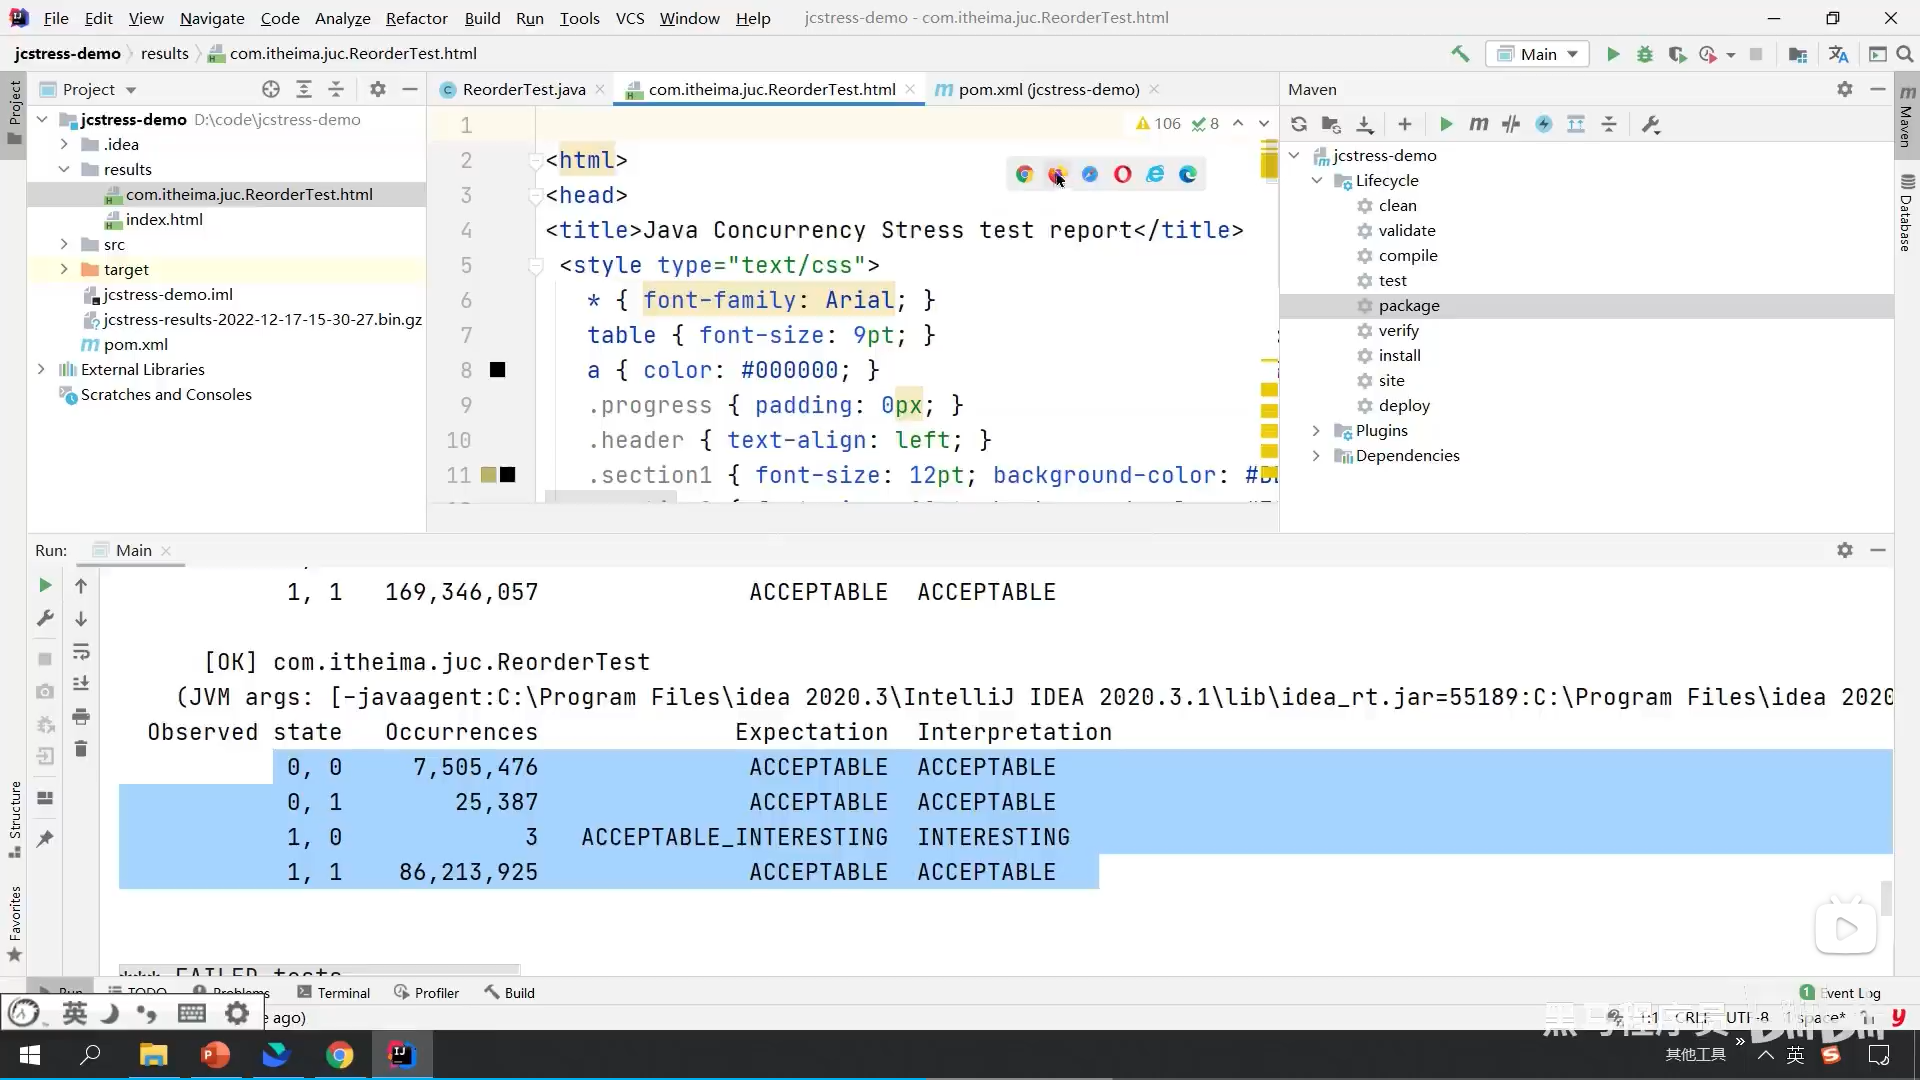 File Edit View Navigate Code Analyze Refactor Build Run Tools VCS Window Help jcstress-demo - com.itheima.juc.ReorderTest.html
jcstress-demo results com.itheima.juc.ReorderTest.html Main
Project
ReorderTest.java com.itheima.juc.ReorderTest.html pom.xml (jcstress-demo)
Maven
Project
jcstress-demo D:\code\jcstress-demo
.idea
results
com.itheima.juc.ReorderTest.html
index.html
src
target
jcstress-demo.iml
jcstress-results-2022-12-17-15-30-27.bin.gz
pom.xml
External Libraries
Scratches and Consoles
106 8
1
2 <html>
3 <head>
4 <title>Java Concurrency Stress test report</title>
5 <style type="text/css">
6 * { font-family: Arial; }
7 table { font-size: 9pt; }
8 a { color: #000000; }
9 .progress { padding: 0px; }
10 .header { text-align: left; }
11 .section1 { font-size: 12pt; background-color:
jcstress-demo
Lifecycle
clean
validate
compile
test
package
verify
install
site
deploy
Plugins
Dependencies
Maven
Database
Run: Main
1, 1 169,346,057 ACCEPTABLE ACCEPTABLE
[OK] com.itheima.juc.ReorderTest
(JVM args: [-javaagent:C:\Program Files\idea 2020.3\IntelliJ IDEA 2020.3.1\lib\idea_rt.jar=55189:C:\Program Files\idea 2020
Observed state Occurrences Expectation Interpretation
0, 0 7,505,476 ACCEPTABLE ACCEPTABLE
0, 1 25,387 ACCEPTABLE ACCEPTABLE
1, 0 3 ACCEPTABLE_INTERESTING INTERESTING
1, 1 86,213,925 ACCEPTABLE ACCEPTABLE
FAILED tests
Structure
Favorites
Run TODO Problems Terminal Profiler Build
1 Event Log
英
e ago)
1:1 CRLF UTF-8 1 space*
黑马程序员
其他工具 » 英